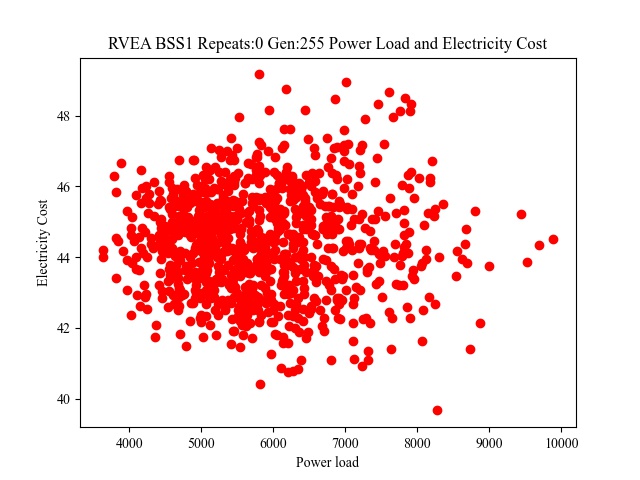 RVEA BSS1 Repeats:0 Gen:255 Power Load and Electricity Cost
48
46
44
42
40
Electricity Cost
4000 5000 6000 7000 8000 9000 10000
Power load